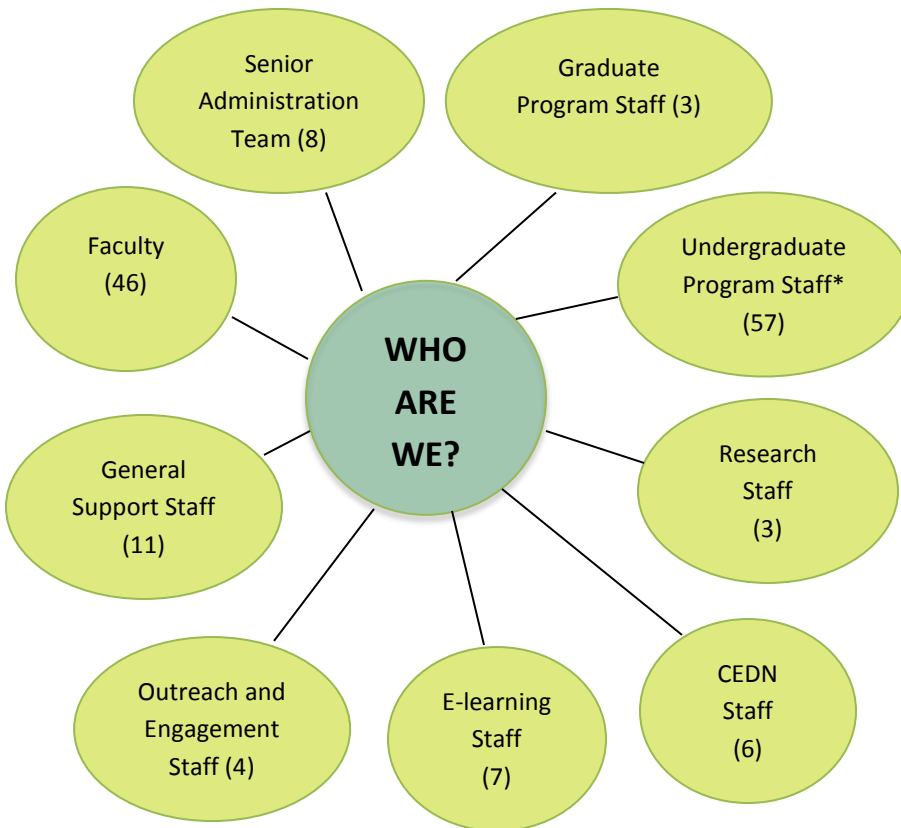 Senior
Administration
Team (8)
Graduate
Program Staff (3)
Faculty
(46)
Undergraduate
Program Staff*
(57)
WHO
ARE
WE?
General
Support Staff
(11)
Research
Staff
(3)
Outreach and
Engagement
Staff (4)
E-learning
Staff
(7)
CEDN
Staff
(6)